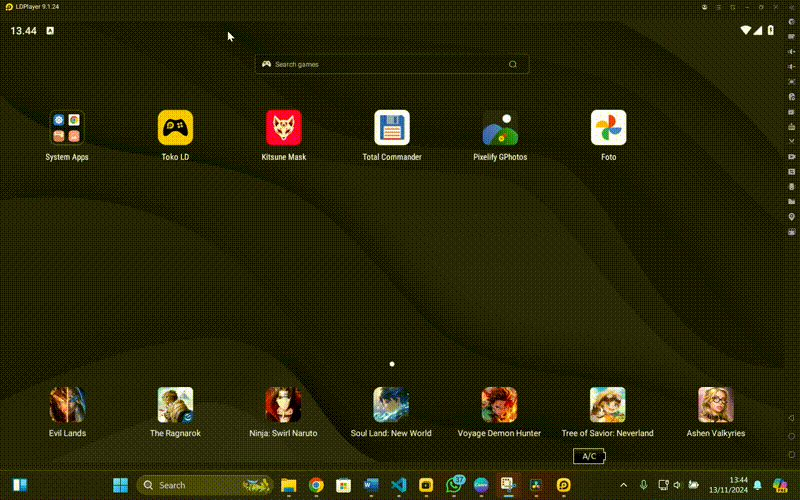 LDPlayer 9.1.24
13.44 A
Search games
System Apps
Toko LD
Kitsune Mask
Total Commander
Pixelify GPhotos
Foto
Evil Lands
The Ragnarok
Ninja: Swirl Naruto
Soul Land: New World
Voyage Demon Hunter
Tree of Savior: Neverland
Ashen Valkyries
A/C
Search
37
13:44
13/11/2024